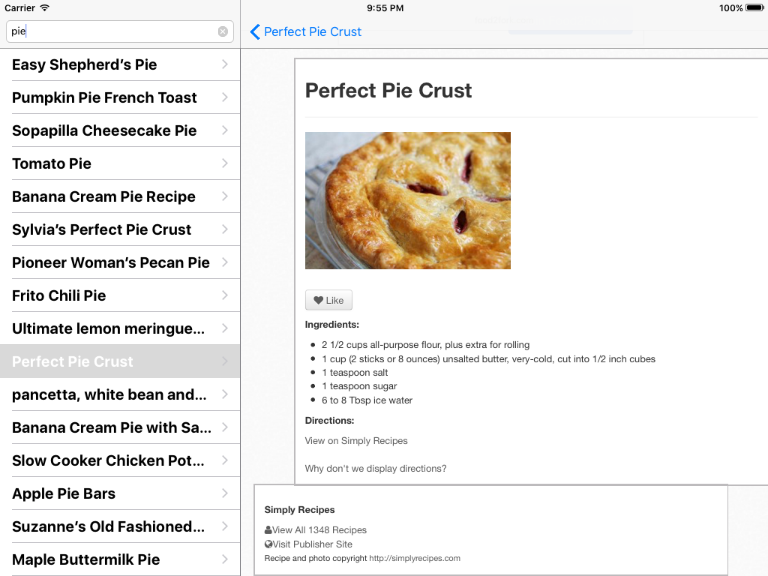 Carrier
9:55 PM
100%
pie
Perfect Pie Crust
Easy Shepherd's Pie
Pumpkin Pie French Toast
Sopapilla Cheesecake Pie
Tomato Pie
Banana Cream Pie Recipe
Sylvia's Perfect Pie Crust
Pioneer Woman's Pecan Pie
Frito Chili Pie
Ultimate lemon meringue...
Perfect Pie Crust
pancetta, white bean and...
Banana Cream Pie with Sa...
Slow Cooker Chicken Pot...
Apple Pie Bars
Suzanne's Old Fashioned...
Maple Buttermilk Pie
Perfect Pie Crust
Like
Ingredients:
2 1/2 cups all-purpose flour, plus extra for rolling
1 cup (2 sticks or 8 ounces) unsalted butter, very-cold, cut into 1/2 inch cubes
1 teaspoon salt
1 teaspoon sugar
6 to 8 Tbsp ice water
Directions:
View on Simply Recipes
Why don't we display directions?
Simply Recipes
View All 1348 Recipes
Visit Publisher Site
Recipe and photo copyright http://simplyrecipes.com